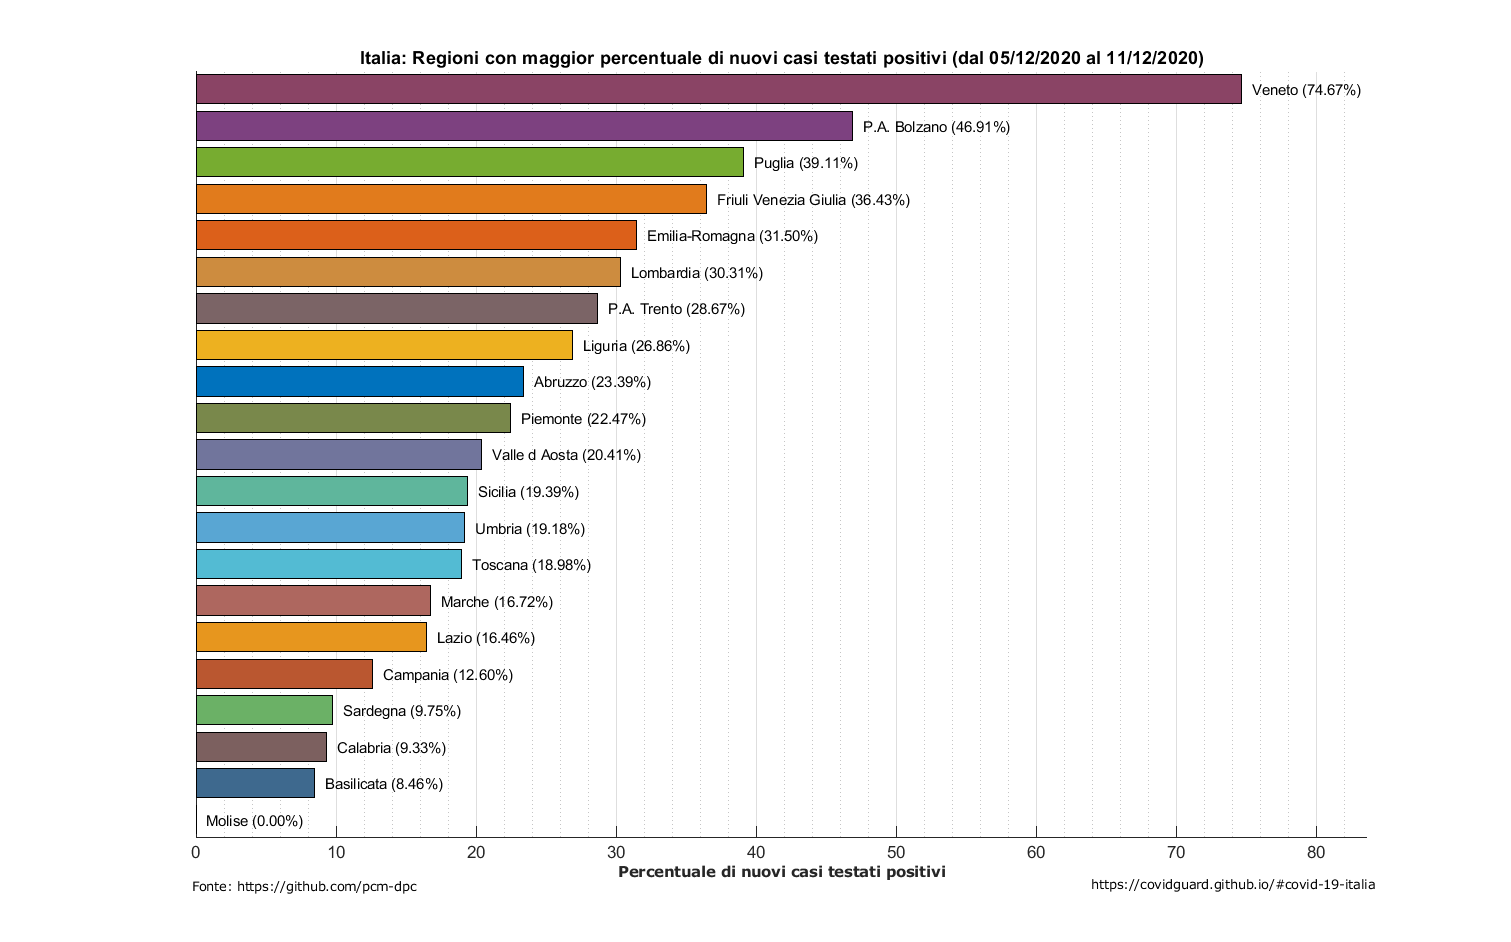 Italia: Regioni con maggior percentuale di nuovi casi testati positivi (dal 05/12/2020 al 11/12/2020)
Veneto (74.67%)
P.A. Bolzano (46.91%)
Puglia (39.11%)
Friuli Venezia Giulia (36.43%)
Emilia-Romagna (31.50%)
Lombardia (30.31%)
P.A. Trento (28.67%)
Liguria (26.86%)
Abruzzo (23.39%)
Piemonte (22.47%)
Valle d Aosta (20.41%)
Sicilia (19.39%)
Umbria (19.18%)
Toscana (18.98%)
Marche (16.72%)
Lazio (16.46%)
Campania (12.60%)
Sardegna (9.75%)
Calabria (9.33%)
Basilicata (8.46%)
Molise (0.00%)
0 10 20 30 40 50 60 70 80
Percentuale di nuovi casi testati positivi
Fonte: https://github.com/pcm-dpc
https://covidguard.github.io/#covid-19-italia